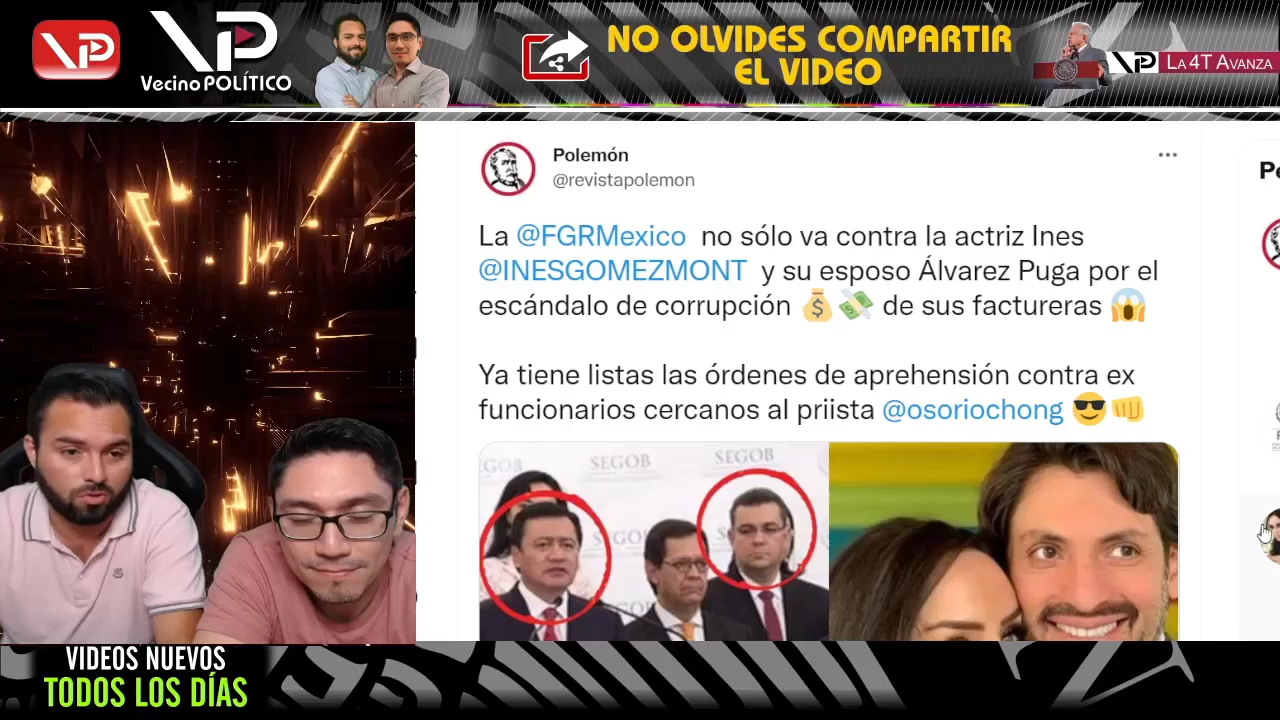 VP
VP
Vecino POLÍTICO
NO OLVIDES COMPARTIR
EL VIDEO
VP LA 4T AVANZA
Polemón
@revistapolemon
La @FGRMexico no sólo va contra la actriz Ines
@INESGOMEZMONT y su esposo Álvarez Puga por el
escándalo de corrupción 💰💸 de sus factureras 😱
Ya tiene listas las órdenes de aprehensión contra ex
funcionarios cercanos al priista @osoriochong 😎👊
SEGOB
SEGOB
VIDEOS NUEVOS
TODOS LOS DÍAS